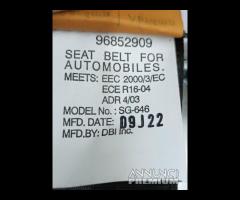 96852909
SEAT BELT FOR
AUTOMOBILES.
MEETS: EEC 2000/3/EC
ECE R16-04
ADR 4/03
MODEL No.: SG-646
MFD. DATE: 09J22
MFD.BY: DBI Inc.
ANNUNCI
PREMIUM